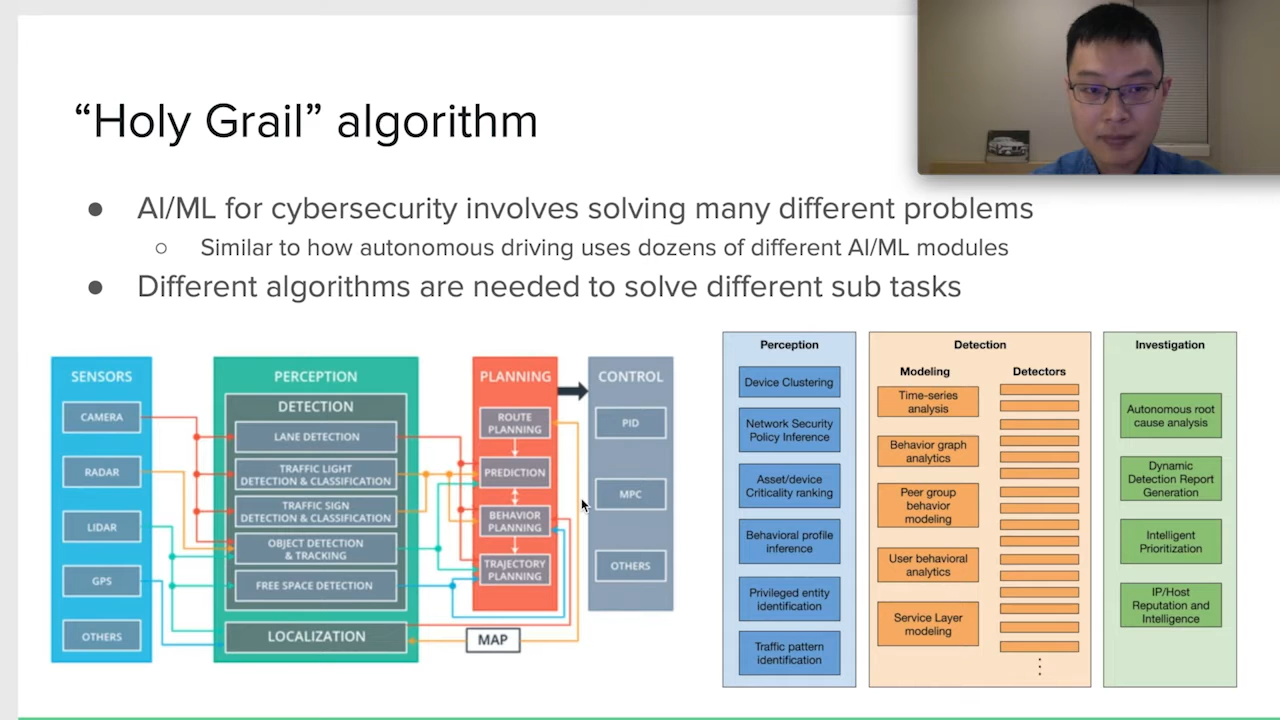 “Holy Grail” algorithm
● AI/ML for cybersecurity involves solving many different problems
○ Similar to how autonomous driving uses dozens of different AI/ML modules
● Different algorithms are needed to solve different sub tasks
SENSORS
CAMERA
RADAR
LIDAR
GPS
OTHERS
PERCEPTION
DETECTION
LANE DETECTION
TRAFFIC LIGHT
DETECTION & CLASSIFICATION
TRAFFIC SIGN
DETECTION & CLASSIFICATION
OBJECT DETECTION
& TRACKING
FREE SPACE DETECTION
LOCALIZATION
PLANNING
ROUTE
PLANNING
PREDICTION
BEHAVIOR
PLANNING
TRAJECTORY
PLANNING
MAP
CONTROL
PID
MPC
OTHERS
Perception
Device Clustering
Network Security
Policy Inference
Asset/device
Criticality ranking
Behavioral profile
inference
Privileged entity
identification
Traffic pattern
identification
Detection
Modeling
Time-series
analysis
Behavior graph
analytics
Peer group
behavior
modeling
User behavioral
analytics
Service Layer
modeling
Detectors
Investigation
Autonomous root
cause analysis
Dynamic
Detection Report
Generation
Intelligent
Prioritization
IP/Host
Reputation and
Intelligence